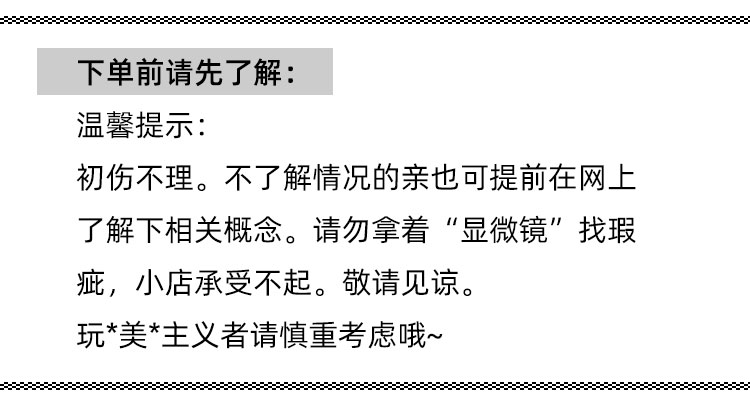 下单前请先了解：
温馨提示：
初伤不理。不了解情况的亲也可提前在网上
了解下相关概念。请勿拿着“显微镜”找瑕
疵，小店承受不起。敬请见谅。
玩*美*主义者请慎重考虑哦~